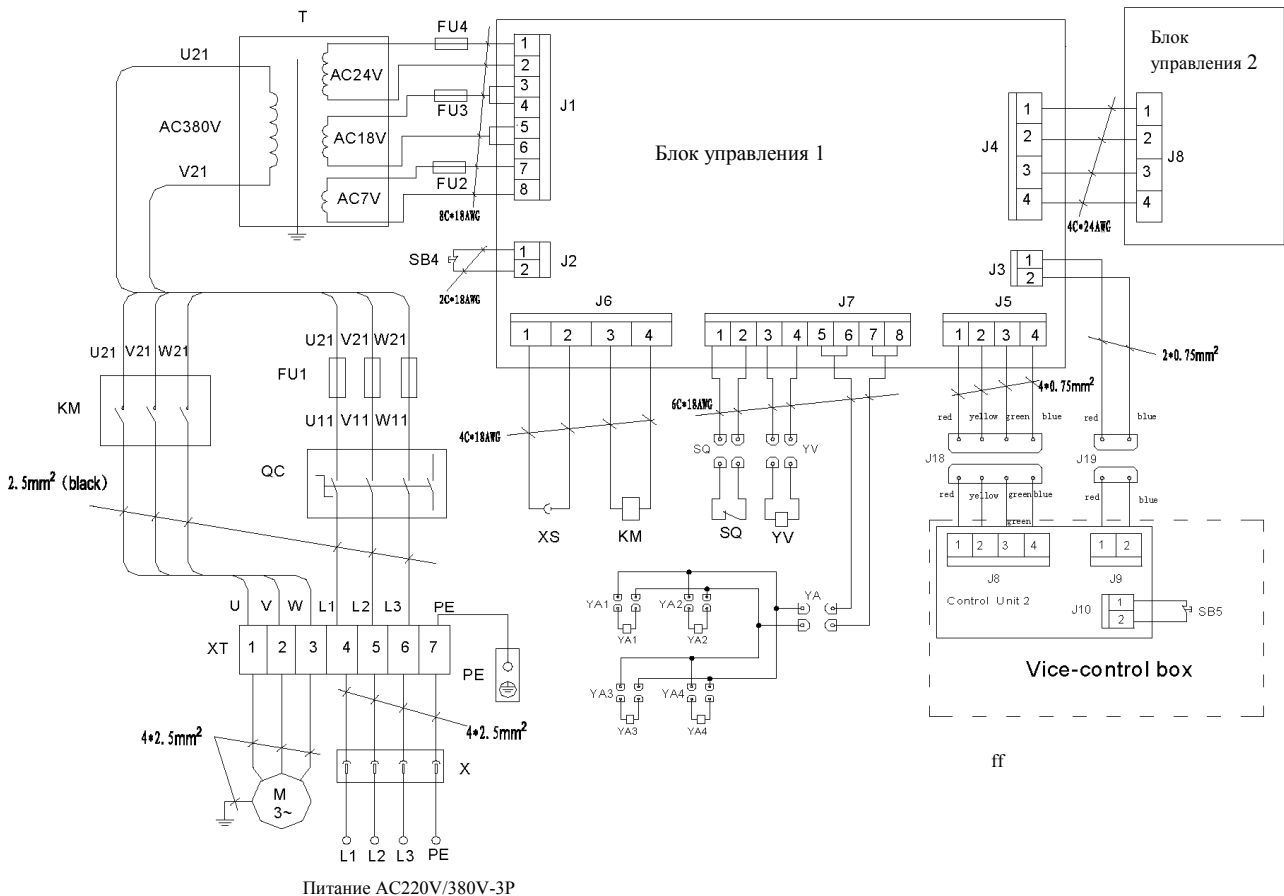 T
FU4
U21
AC24V
1
2
3
4
5
6
7
8
J1
FU3
AC380V
AC18V
V21
AC7V
FU2
8C*18AWG
Блок управления 1
Блок
управления 2
J4
1
2
3
4
1
2
3
4
J8
4C*24AWG
SB4
1
2
J2
2C*18AWG
J3
1
2
J6
1 2 3 4
J7
1 2 3 4 5 6 7 8
J5
1 2 3 4
2*0.75mm²
4*0.75mm²
U21 V21 W21
U21 V21 W21
FU1
KM
U11 V11 W11
QC
2.5mm² (black)
4C*18AWG
6C*18AWG
XS
KM
SQ
YV
SQ
YV
red yellow green blue
red blue
J18
J19
red yellow green blue
green
red blue
1 2 3 4
J8
1 2
J9
Control Unit 2
J10
1
2
SB5
Vice-control box
YA1
YA2
YA
YA1
YA2
YA3
YA4
YA3
YA4
U V W L1 L2 L3 PE
XT
1 2 3 4 5 6 7
PE
4*2.5mm²
4*2.5mm²
X
M
3~
L1 L2 L3 PE
ff
Питание AC220V/380V-3P